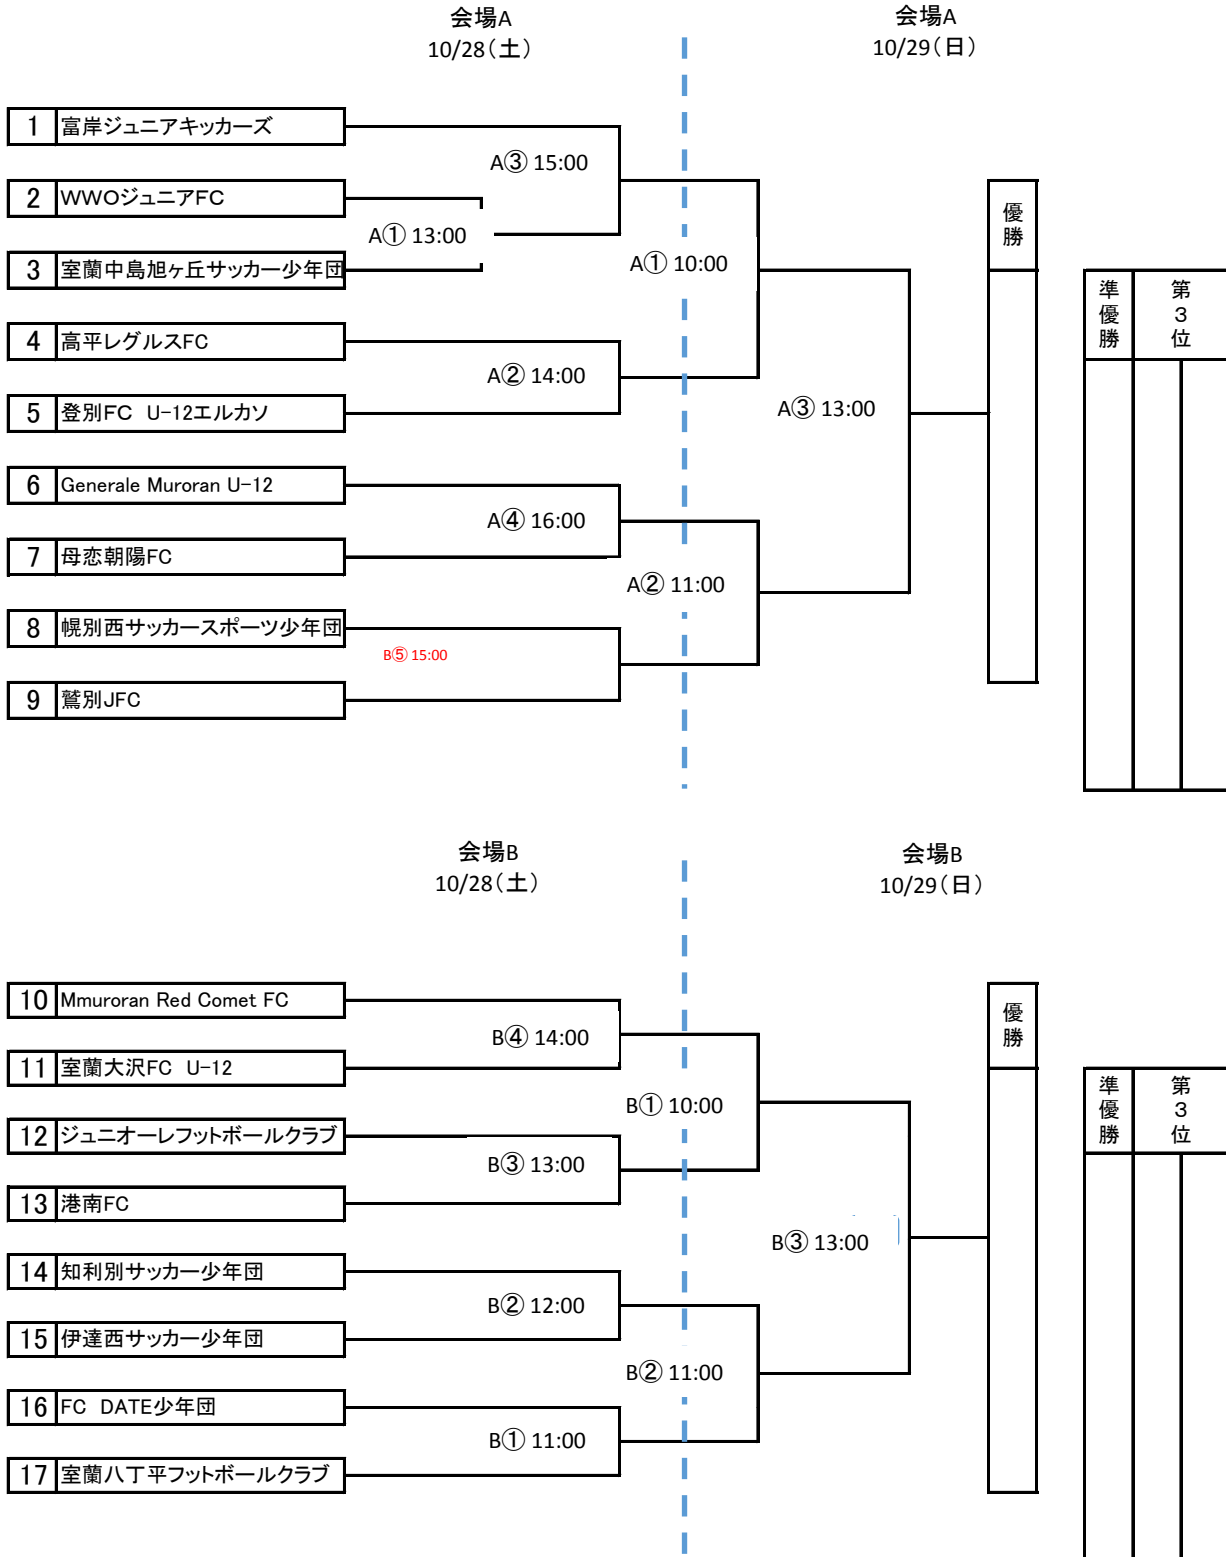 会場A
10/28(土)
会場A
10/29(日)
1 富岸ジュニアキッカーズ
A③ 15:00
2 WWOジュニアFC
優勝
A① 13:00
3 室蘭中島旭ヶ丘サッカー少年団
A① 10:00
準優勝
第3位
4 高平レグルスFC
A② 14:00
5 登別FC U-12エルカソ
A③ 13:00
6 Generale Muroran U-12
A④ 16:00
7 母恋朝陽FC
A② 11:00
8 幌別西サッカースポーツ少年団
B⑤ 15:00
9 鷲別JFC
会場B
10/28(土)
会場B
10/29(日)
10 Mmuroran Red Comet FC
優勝
B④ 14:00
11 室蘭大沢FC U-12
B① 10:00
準優勝
第3位
12 ジュニオーレフットボールクラブ
B③ 13:00
13 港南FC
B③ 13:00
14 知利別サッカー少年団
B② 12:00
15 伊達西サッカー少年団
B② 11:00
16 FC DATE少年団
B① 11:00
17 室蘭八丁平フットボールクラブ